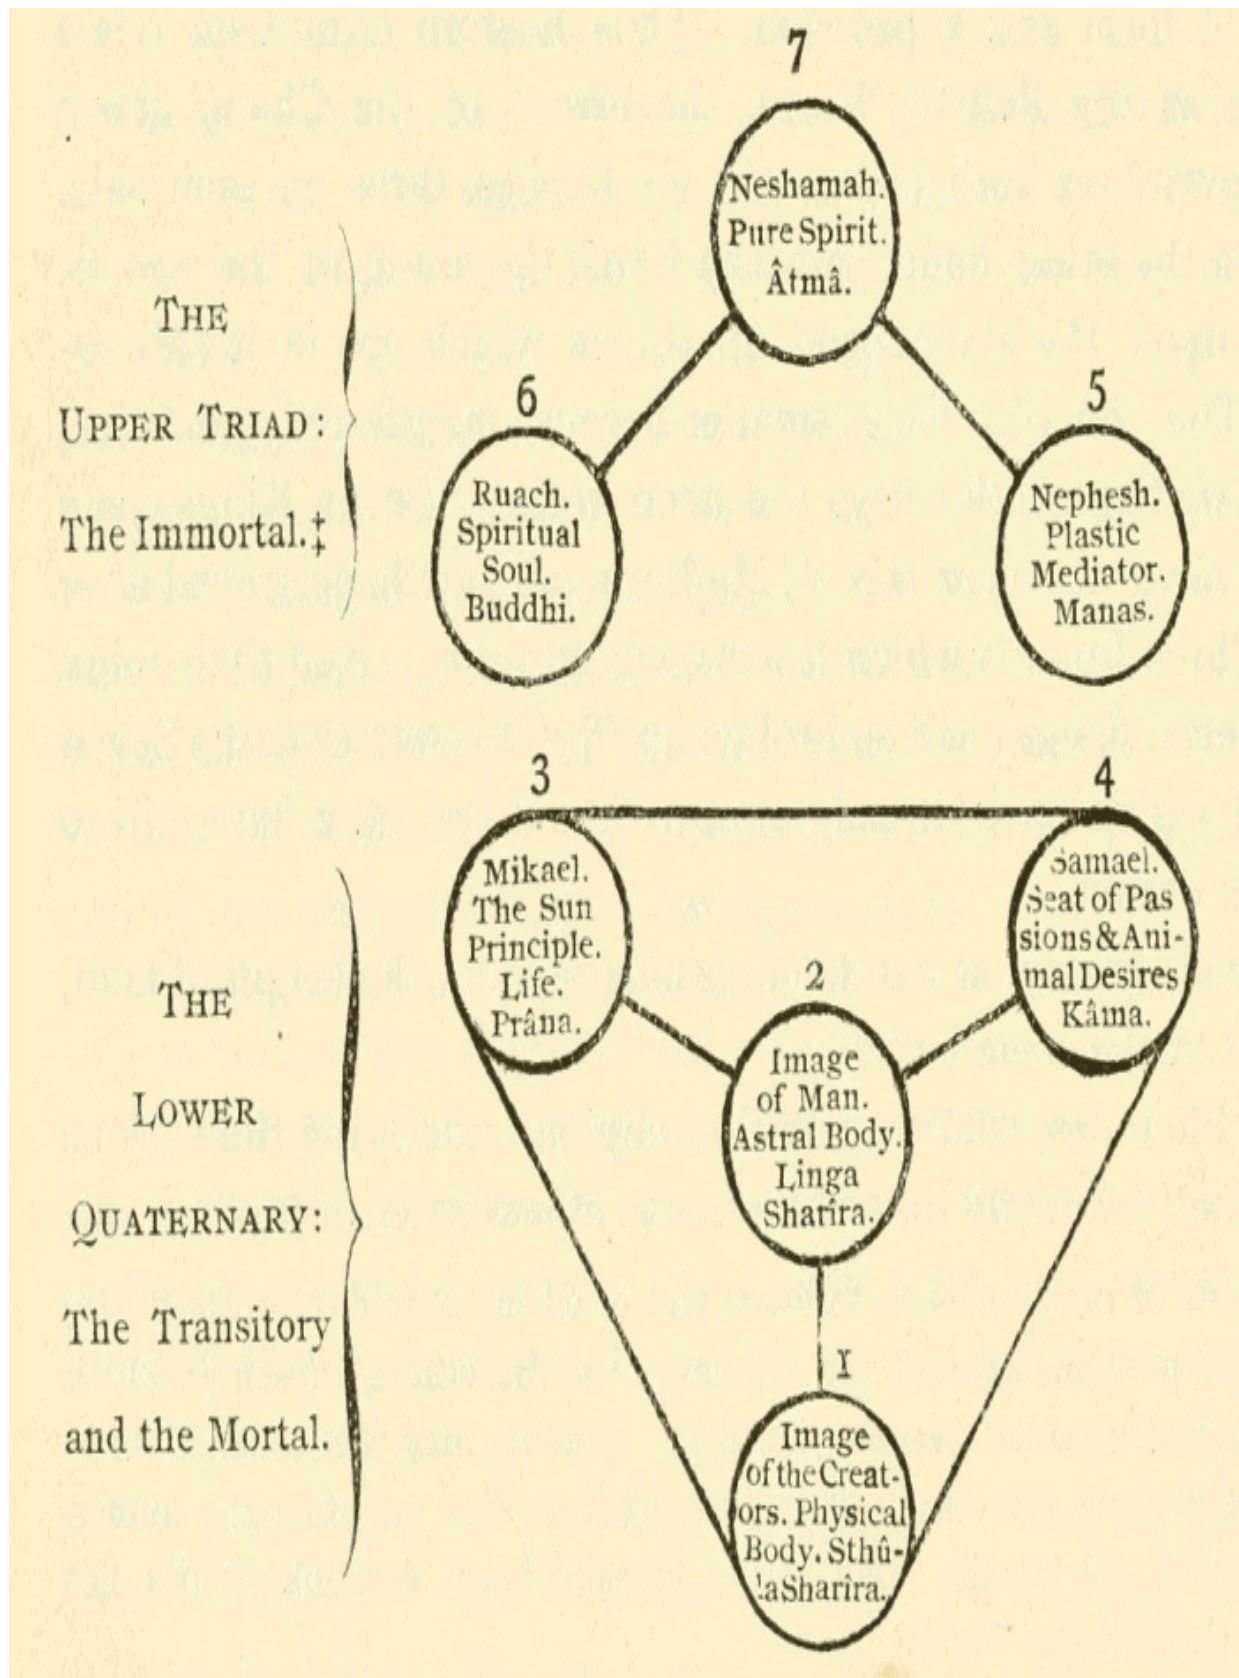 7
Neshamah.
Pure Spirit.
Âtmâ.
THE
UPPER TRIAD:
The Immortal.‡
6
Ruach.
Spiritual
Soul.
Buddhi.
5
Nephesh.
Plastic
Mediator.
Manas.
3
Mikael.
The Sun
Principle.
Life.
Prâna.
4
Samael.
Seat of Pas
sions & Ani-
mal Desires
Kâma.
THE
LOWER
QUATERNARY:
The Transitory
and the Mortal.
2
Image
of Man.
Astral Body.
Linga
Sharîra.
1
Image
of the Creat-
ors. Physical
Body. Sthû-
la Sharîra.